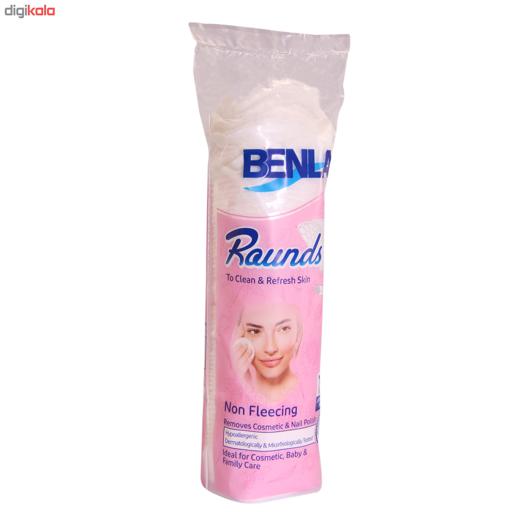 digikala
BENLA
Rounds
To Clean & Refresh Skin
Non Fleecing
Removes Cosmetic & Nail Polish
Hypoallergenic
Dermatologically & Micorbiologically Tested
Ideal for Cosmetic, Baby &
Family Care